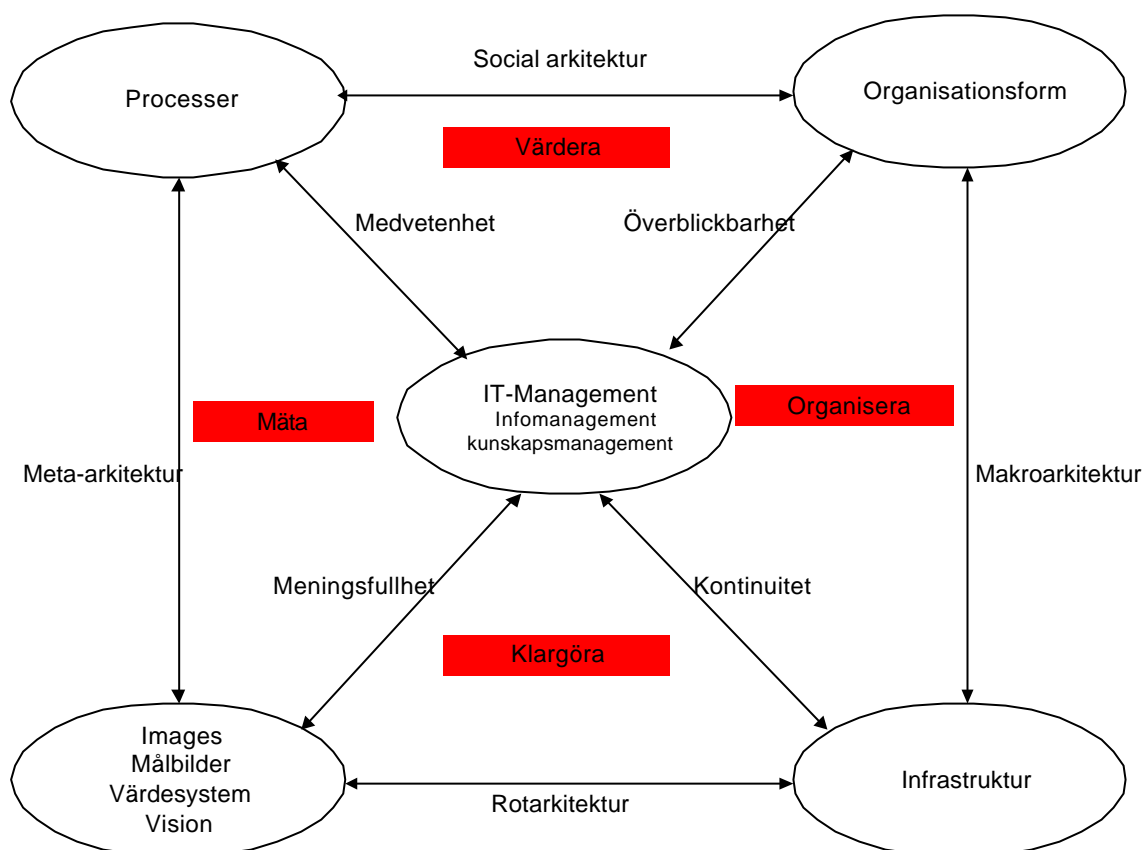 Social arkitektur
Processer
Organisationsform
Värdera
Medvetenhet
Överblickbarhet
IT-Management
Infomanagement
kunskapsmanagement
Mäta
Organisera
Meta-arkitektur
Makroarkitektur
Meningsfullhet
Kontinuitet
Klargöra
Images
Målbilder
Värdesystem
Vision
Infrastruktur
Rotarkitektur